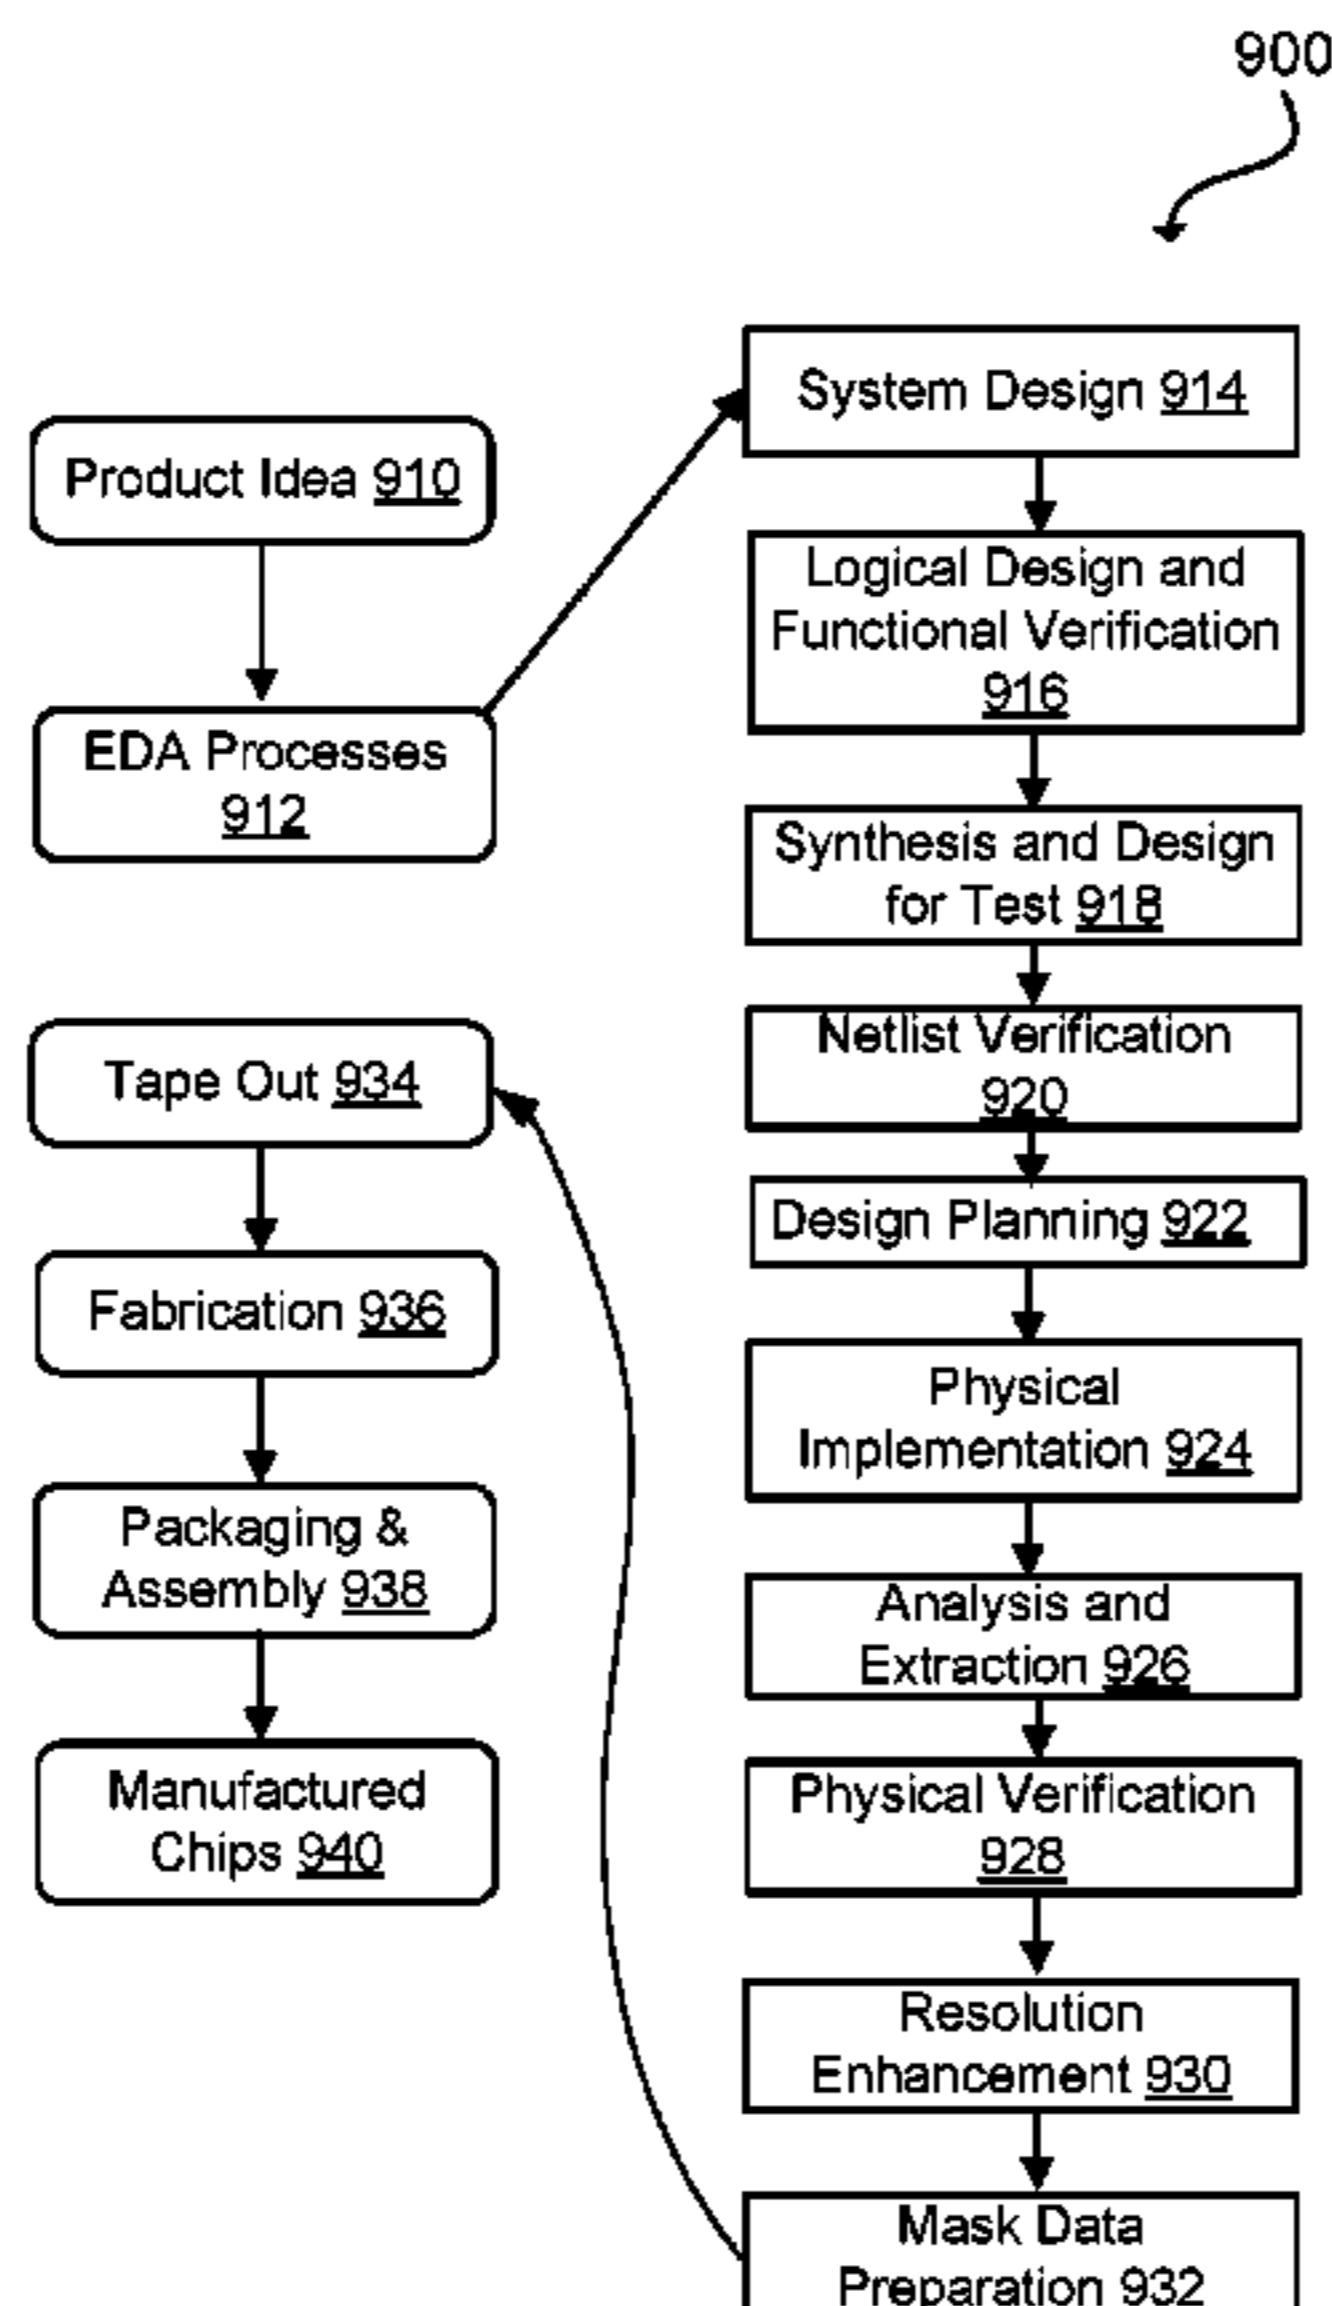 900
Product Idea 910
EDA Processes
912
System Design 914
Logical Design and
Functional Verification
916
Synthesis and Design
for Test 918
Netlist Verification
920
Design Planning 922
Physical
Implementation 924
Analysis and
Extraction 926
Physical Verification
928
Resolution
Enhancement 930
Mask Data
Preparation 932
Tape Out 934
Fabrication 936
Packaging &
Assembly 938
Manufactured
Chips 940